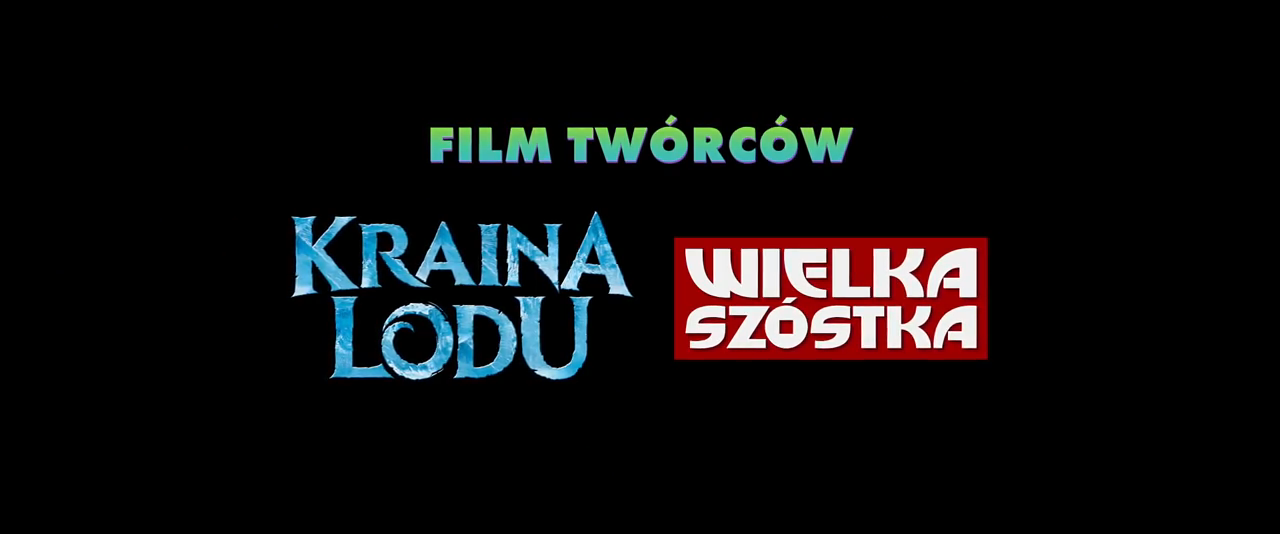 FILM TWÓRCÓW
KRAINA
LODU
WIELKA
SZÓSTKA